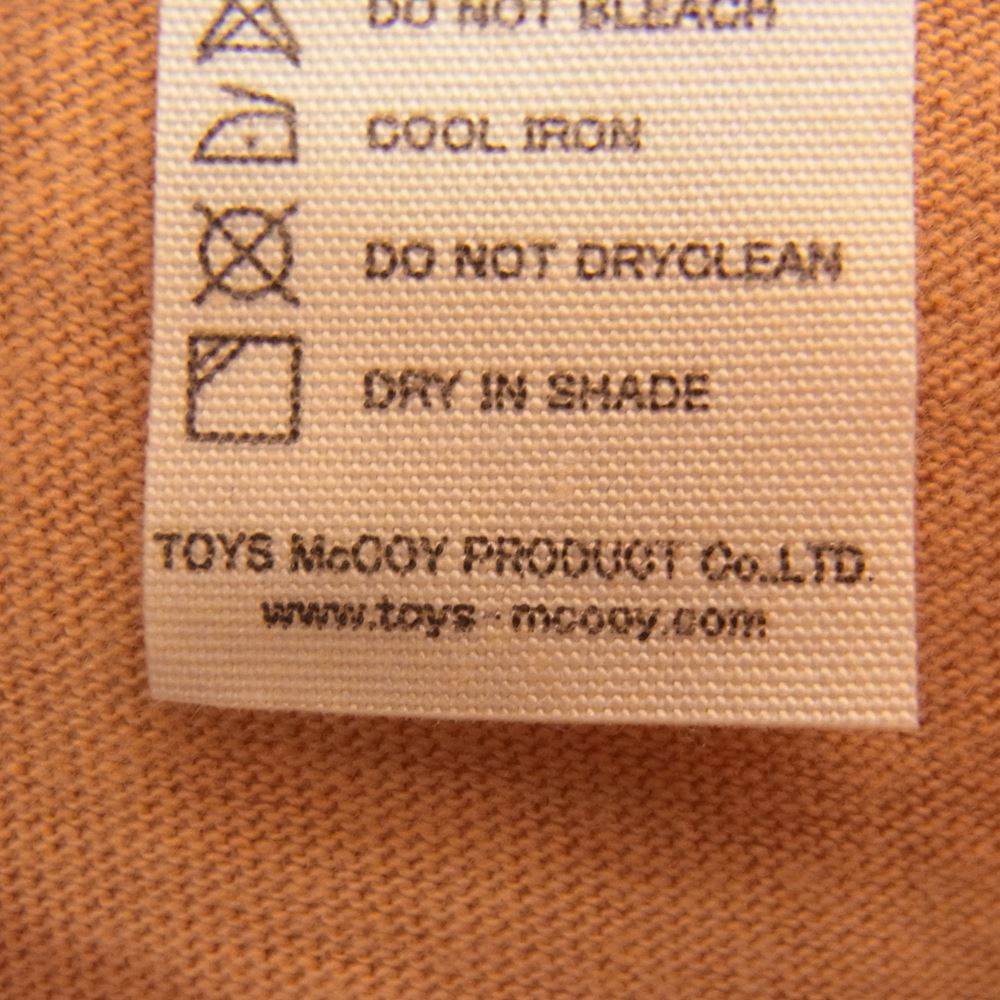 DO NOT BLEACH
COOL IRON
DO NOT DRYCLEAN
DRY IN SHADE
TOYS McCOY PRODUCT Co.,LTD.
www.toys-mccoy.com